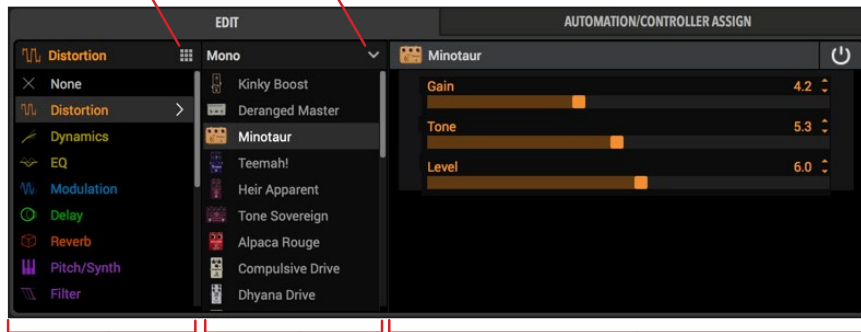 EDIT
AUTOMATION/CONTROLLER ASSIGN
Distortion
Mono
Minotaur
None
Distortion
Dynamics
EQ
Modulation
Delay
Reverb
Pitch/Synth
Filter
Kinky Boost
Deranged Master
Minotaur
Teemah!
Heir Apparent
Tone Sovereign
Alpaca Rouge
Compulsive Drive
Dhyana Drive
Gain 4.2
Tone 5.3
Level 6.0